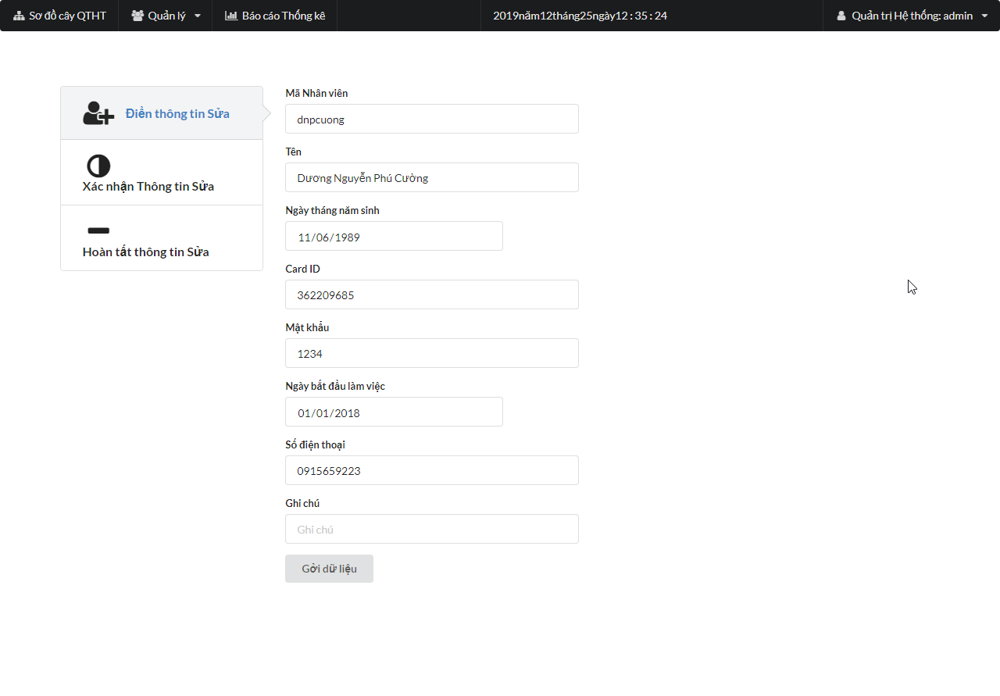 Sơ đồ cây QTHT Quản lý Báo cáo Thống kê 2019năm12tháng25ngày12 : 35 : 24 Quản trị Hệ thống: admin
Điền thông tin Sửa
Xác nhận Thông tin Sửa
Hoàn tất thông tin Sửa
Mã Nhân viên
dnpcuong
Tên
Dương Nguyễn Phú Cường
Ngày tháng năm sinh
11/06/1989
Card ID
362209685
Mật khẩu
1234
Ngày bắt đầu làm việc
01/01/2018
Số điện thoại
0915659223
Ghi chú
Ghi chú
Gởi dữ liệu